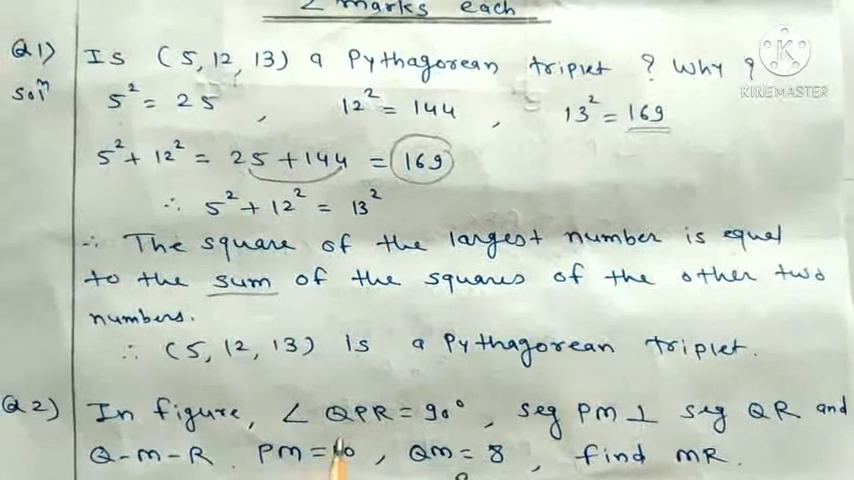 2 marks each
Q1) Is (5, 12, 13) a Pythagorean triplet ? Why ?
KINEMASTER
solⁿ 5² = 25 , 12² = 144 , 13² = 169
5² + 12² = 25 + 144 = 169
∴ 5² + 12² = 13²
∴ The square of the largest number is equal
to the sum of the squares of the other two
numbers.
∴ (5, 12, 13) Is a Pythagorean triplet.
Q2) In figure, ∠ QPR = 90° , seg PM ⊥ seg QR and
Q-M-R. PM = 10 , QM = 8 , find MR.